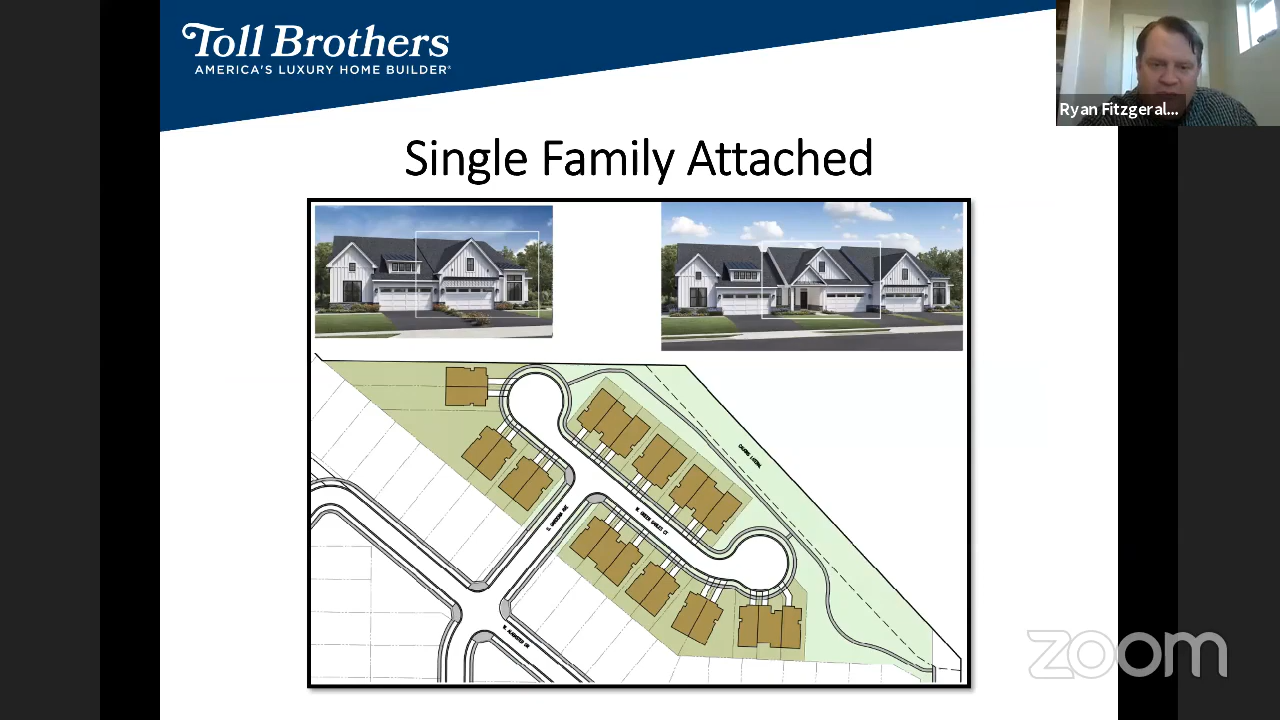 Toll Brothers
AMERICA'S LUXURY HOME BUILDER®
Ryan Fitzgeral...
Single Family Attached
zoom